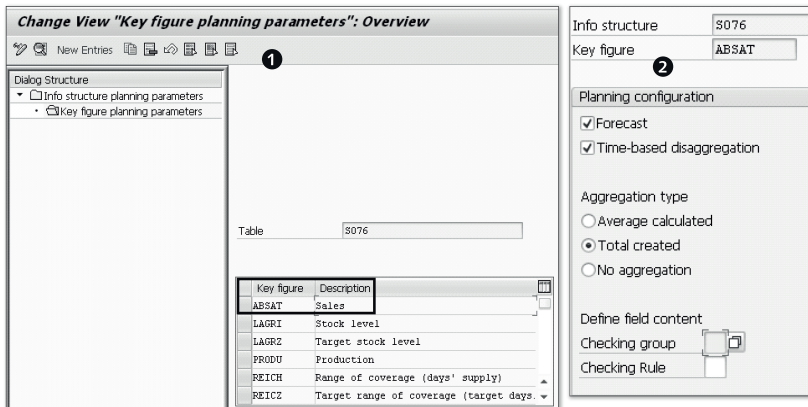 Change View "Key figure planning parameters": Overview
New Entries
1
Dialog Structure
Info structure planning parameters
Key figure planning parameters
Table S076
Key figure Description
ABSAT Sales
LAGRI Stock level
LAGRZ Target stock level
PRODU Production
REICH Range of coverage (days' supply)
REICZ Target range of coverage (target days.
Info structure S076
Key figure ABSAT
2
Planning configuration
Forecast
Time-based disaggregation
Aggregation type
Average calculated
Total created
No aggregation
Define field content
Checking group
Checking Rule